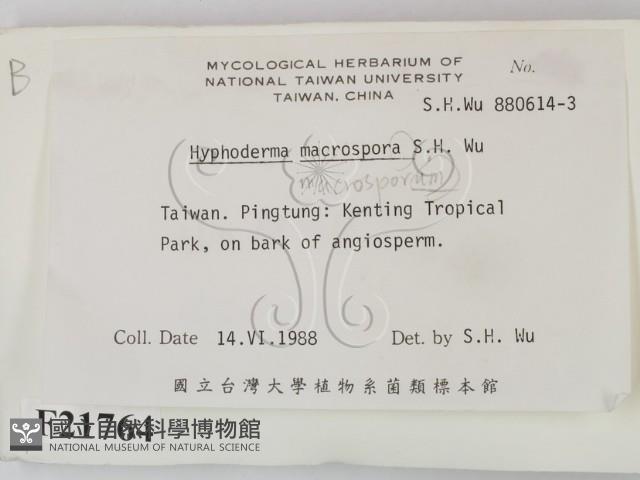 B
MYCOLOGICAL HERBARIUM OF
NATIONAL TAIWAN UNIVERSITY
TAIWAN, CHINA
No.
S.H.Wu 880614-3
Hyphoderma macrospora S.H. Wu
Taiwan. Pingtung: Kenting Tropical
Park, on bark of angiosperm.
Coll. Date 14.VI.1988 Det. by S.H. Wu
國立台灣大學植物系菌類標本館
F21764
國立自然科學博物館
NATIONAL MUSEUM OF NATURAL SCIENCE